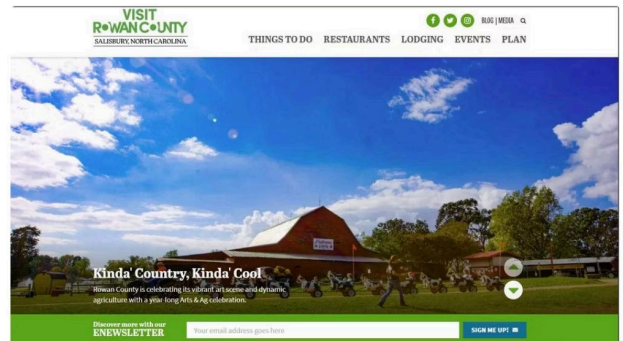 VISIT
ROWAN COUNTY
SALISBURY, NORTH CAROLINA
BLOG | MEDIA
THINGS TO DO RESTAURANTS LODGING EVENTS PLAN
Kinda' Country, Kinda' Cool
Rowan County is celebrating its vibrant art scene and dynamic
agriculture with a year-long Arts & Ag celebration.
Discover more with our
ENEWSLETTER
Your email address goes here
SIGN ME UP!